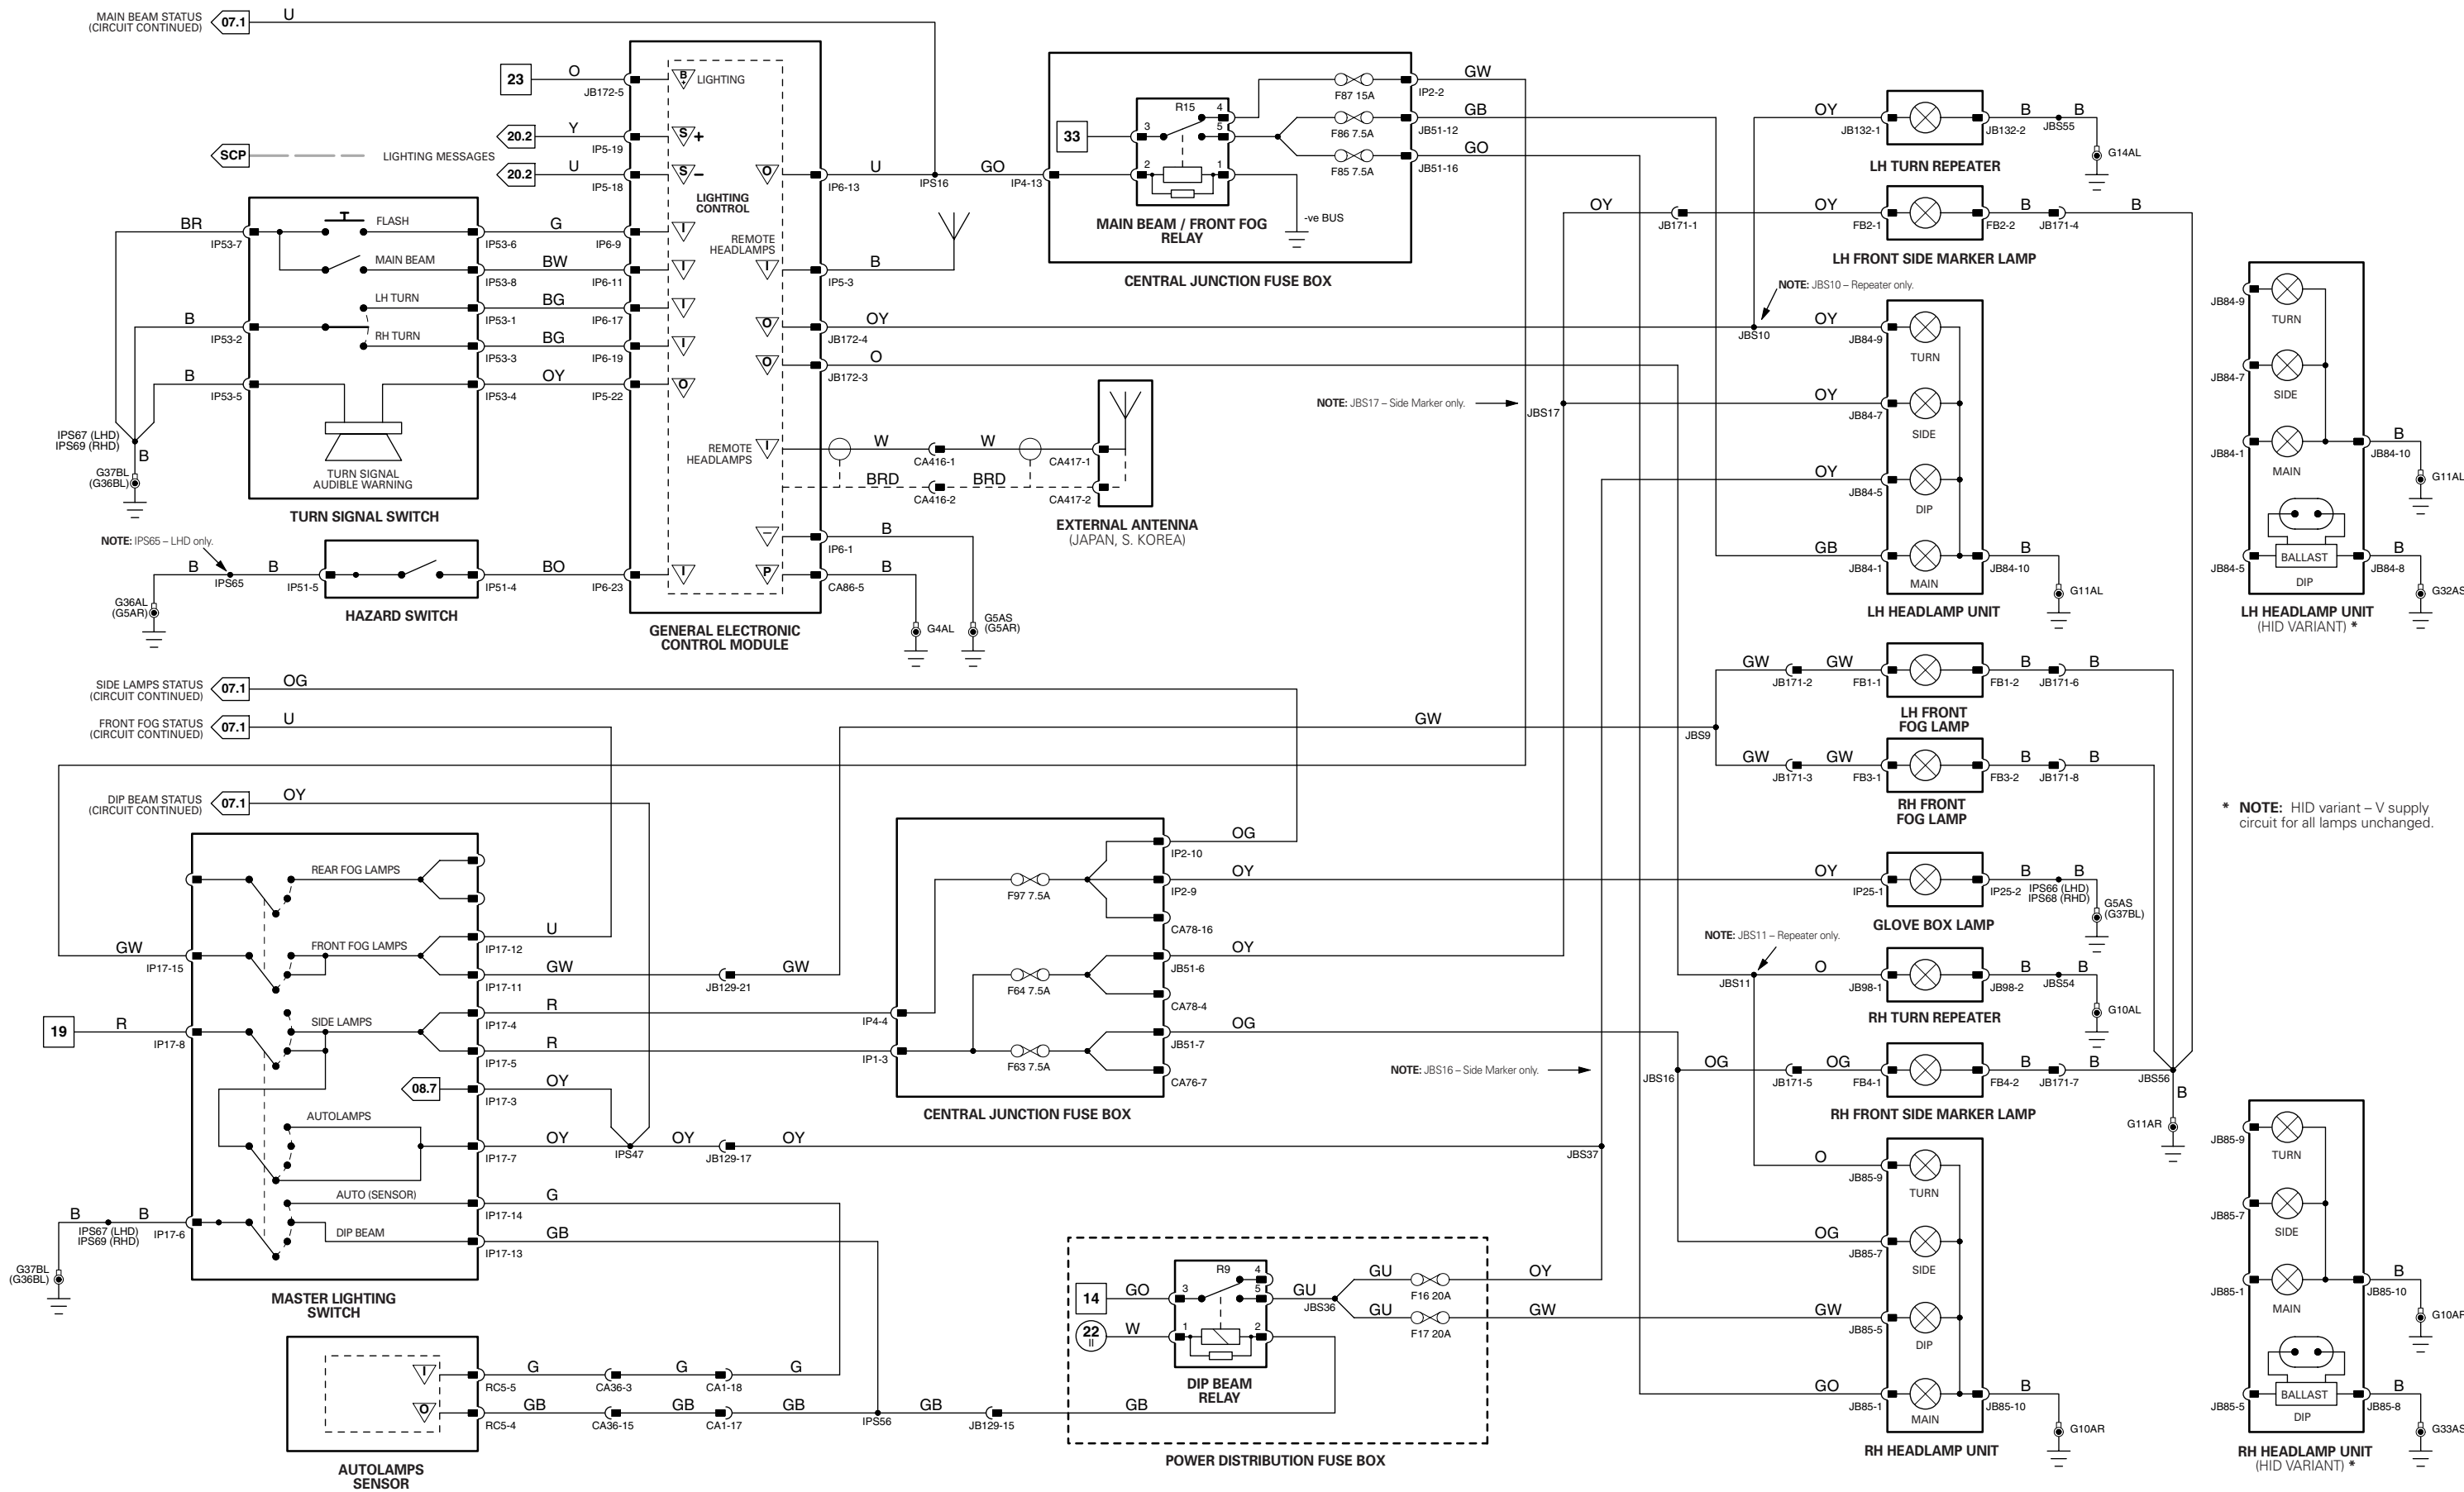 MAIN BEAM STATUS
(CIRCUIT CONTINUED)
07.1
U
23
O
JB172-5
B
+
LIGHTING
20.2
Y
IP5-19
S
+
SCP
LIGHTING MESSAGES
20.2
U
IP5-18
S
–
O
IP6-13
U
IPS16
GO
IP4-13
LIGHTING
CONTROL
REMOTE
HEADLAMPS
I
IP5-3
B
BR
IP53-7
FLASH
IP53-6
G
IP6-9
I
MAIN BEAM
IP53-8
BW
IP6-11
I
LH TURN
IP53-1
BG
IP6-17
I
B
IP53-2
RH TURN
IP53-3
BG
IP6-19
I
B
IP53-5
IP53-4
OY
IP5-22
O
TURN SIGNAL
AUDIBLE WARNING
TURN SIGNAL SWITCH
IPS67 (LHD)
IPS69 (RHD)
B
G37BL
(G36BL)
O
JB172-4
OY
O
JB172-3
O
REMOTE
HEADLAMPS
I
W
CA416-1
W
CA417-1
BRD
CA416-2
BRD
CA417-2
EXTERNAL ANTENNA
(JAPAN, S. KOREA)
NOTE: IPS65 – LHD only.
B
IPS65
B
IP51-5
IP51-4
BO
IP6-23
I
G36AL
(G5AR)
HAZARD SWITCH
–
IP6-1
B
P
CA86-5
B
G4AL
G5AS
(G5AR)
GENERAL ELECTRONIC
CONTROL MODULE
33
R15
3
4
5
2
1
F87 15A
IP2-2
GW
F86 7.5A
JB51-12
GB
F85 7.5A
JB51-16
GO
-ve BUS
MAIN BEAM / FRONT FOG
RELAY
CENTRAL JUNCTION FUSE BOX
OY
JB132-1
JB132-2
B
JBS55
B
G14AL
LH TURN REPEATER
OY
JB171-1
OY
FB2-1
FB2-2
B
JB171-4
B
LH FRONT SIDE MARKER LAMP
NOTE: JBS10 – Repeater only.
JBS10
OY
JB84-9
TURN
NOTE: JBS17 – Side Marker only.
JBS17
OY
JB84-7
SIDE
OY
JB84-5
DIP
GB
JB84-1
MAIN
JB84-10
B
G11AL
LH HEADLAMP UNIT
JB84-9
TURN
JB84-7
SIDE
JB84-1
MAIN
JB84-10
B
G11AL
JB84-5
BALLAST
DIP
JB84-8
B
G32AS
LH HEADLAMP UNIT
(HID VARIANT) *
SIDE LAMPS STATUS
(CIRCUIT CONTINUED)
07.1
OG
FRONT FOG STATUS
(CIRCUIT CONTINUED)
07.1
U
DIP BEAM STATUS
(CIRCUIT CONTINUED)
07.1
OY
GW
JBS9
GW
JB171-2
GW
FB1-1
FB1-2
B
JB171-6
B
LH FRONT
FOG LAMP
GW
JB171-3
GW
FB3-1
FB3-2
B
JB171-8
B
RH FRONT
FOG LAMP
* NOTE: HID variant – V supply
circuit for all lamps unchanged.
REAR FOG LAMPS
GW
IP17-15
FRONT FOG LAMPS
IP17-12
U
IP17-11
GW
JB129-21
GW
19
R
IP17-8
SIDE LAMPS
IP17-4
R
IP4-4
IP17-5
R
IP1-3
08.7
IP17-3
OY
AUTOLAMPS
IP17-7
OY
IPS47
OY
JB129-17
OY
JBS37
AUTO (SENSOR)
IP17-14
G
DIP BEAM
IP17-13
GB
B
IPS67 (LHD)
IPS69 (RHD)
B
IP17-6
G37BL
(G36BL)
MASTER LIGHTING
SWITCH
F97 7.5A
IP2-10
OG
IP2-9
OY
CA78-16
F64 7.5A
JB51-6
OY
CA78-4
F63 7.5A
JB51-7
OG
CA76-7
CENTRAL JUNCTION FUSE BOX
OY
IP25-1
IP25-2
B
IPS66 (LHD)
IPS68 (RHD)
B
G5AS
(G37BL)
GLOVE BOX LAMP
NOTE: JBS11 – Repeater only.
JBS11
O
JB98-1
JB98-2
B
JBS54
B
G10AL
RH TURN REPEATER
NOTE: JBS16 – Side Marker only.
JBS16
OG
JB171-5
OG
FB4-1
FB4-2
B
JB171-7
B
JBS56
B
G11AR
RH FRONT SIDE MARKER LAMP
O
JB85-9
TURN
OG
JB85-7
SIDE
GW
JB85-5
DIP
GO
JB85-1
MAIN
JB85-10
B
G10AR
RH HEADLAMP UNIT
JB85-9
TURN
JB85-7
SIDE
JB85-1
MAIN
JB85-10
B
G10AR
JB85-5
BALLAST
DIP
JB85-8
B
G33AS
RH HEADLAMP UNIT
(HID VARIANT) *
14
GO
22
II
W
R9
3
4
5
1
2
GU
JBS36
GU
F16 20A
OY
GU
F17 20A
GW
DIP BEAM
RELAY
GB
POWER DISTRIBUTION FUSE BOX
I
RC5-5
G
CA36-3
G
CA1-18
G
O
RC5-4
GB
CA36-15
GB
CA1-17
GB
IPS56
GB
JB129-15
AUTOLAMPS
SENSOR